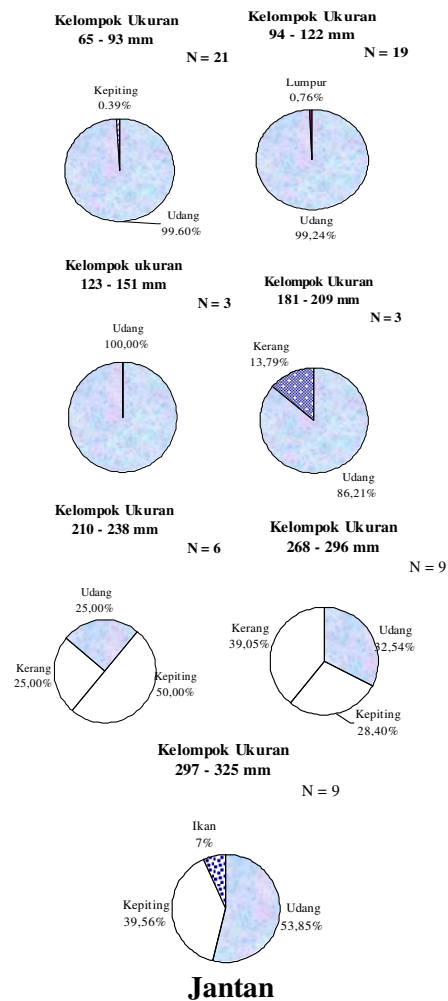 Kelompok Ukuran
65 - 93 mm
N = 21
Kepiting
0.39%
Udang
99.60%
Kelompok Ukuran
94 - 122 mm
N = 19
Lumpur
0,76%
Udang
99,24%
Kelompok ukuran
123 - 151 mm
N = 3
Udang
100,00%
Kelompok Ukuran
181 - 209 mm
N = 3
Kerang
13,79%
Udang
86,21%
Kelompok Ukuran
210 - 238 mm
N = 6
Udang
25,00%
Kerang
25,00%
Kepiting
50,00%
Kelompok Ukuran
268 - 296 mm
N = 9
Kerang
39,05%
Udang
32,54%
Kepiting
28,40%
Kelompok Ukuran
297 - 325 mm
N = 9
Ikan
7%
Kepiting
39,56%
Udang
53,85%
Jantan